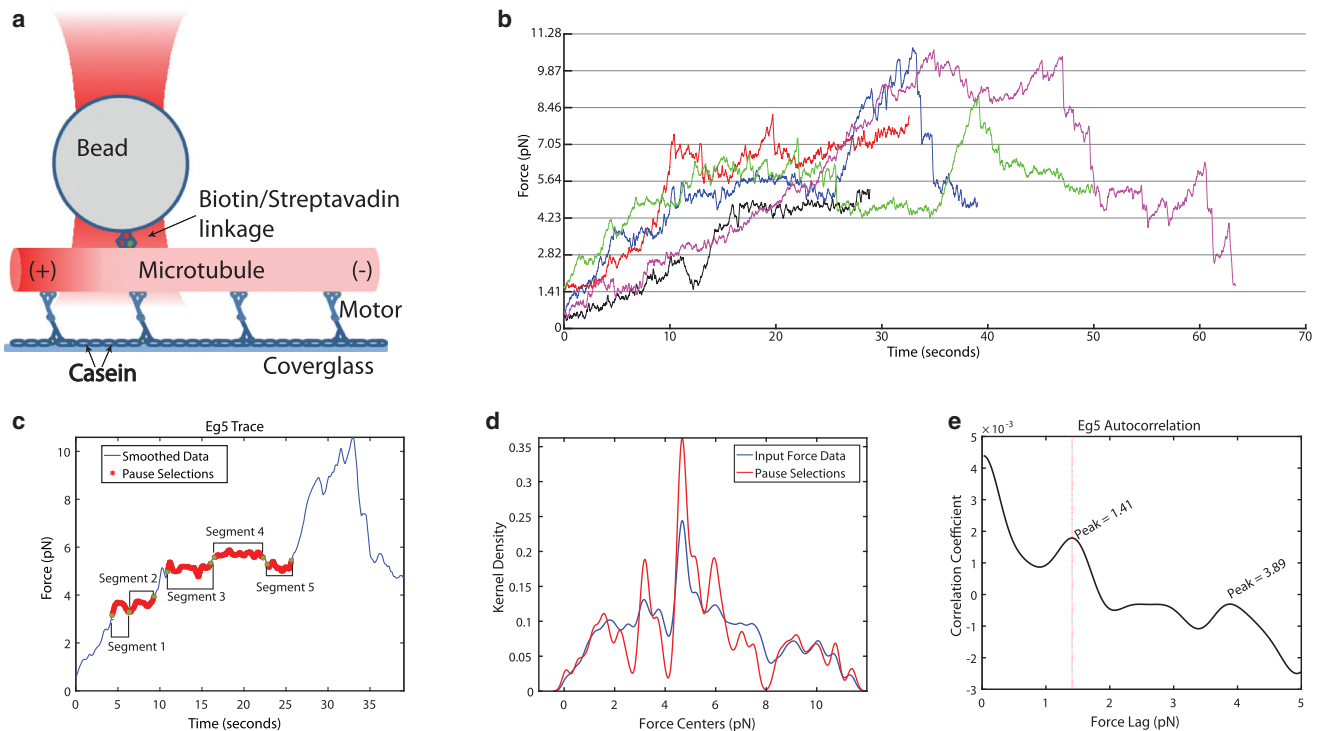 a
Bead
Biotin/Streptavadin
linkage
(+)
Microtubule
(-)
Motor
Casein
Coverglass
b
11.28
9.87
8.46
7.05
5.64
4.23
2.82
1.41
0
Force (pN)
0 10 20 30 40 50 60 70
Time (seconds)
c
Eg5 Trace
Smoothed Data
Pause Selections
10
8
6
4
2
0
Force (pN)
Segment 1
Segment 2
Segment 3
Segment 4
Segment 5
0 5 10 15 20 25 30 35
Time (seconds)
d
Input Force Data
Pause Selections
0.35
0.3
0.25
0.2
0.15
0.1
0.05
0
Kernel Density
0 2 4 6 8 10
Force Centers (pN)
e
Eg5 Autocorrelation
× 10⁻³
5
4
3
2
1
0
-1
-2
-3
Correlation Coefficient
Peak = 1.41
Peak = 3.89
0 1 2 3 4 5
Force Lag (pN)